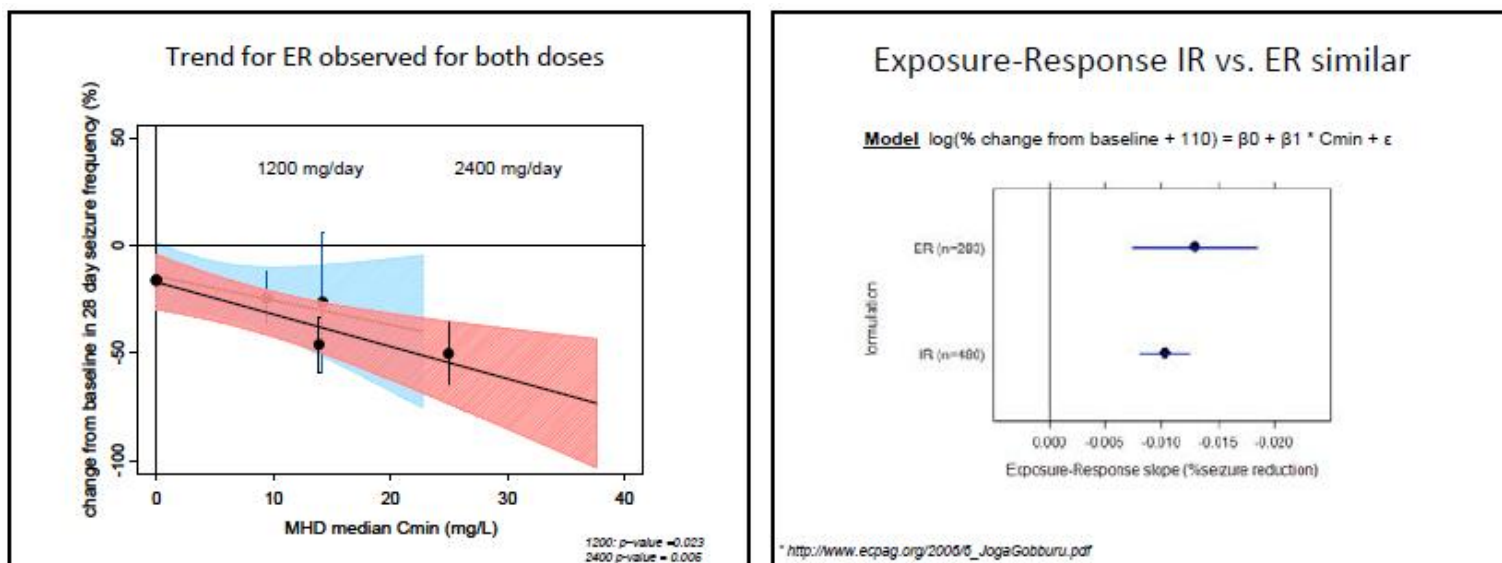 Trend for ER observed for both doses
change from baseline in 28 day seizure frequency (%)
50
0
-50
-100
1200 mg/day
2400 mg/day
0
10
20
30
40
MHD median Cmin (mg/L)
1200: p-value =0.023
2400 p-value = 0.006
Exposure-Response IR vs. ER similar
Model log(% change from baseline + 110) = β0 + β1 * Cmin + ε
formulation
ER (n=280)
IR (n=480)
0.000
-0.005
-0.010
-0.015
-0.020
Exposure-Response slope (%seizure reduction)
* http://www.ecpag.org/2006/6_JogaGobburu.pdf